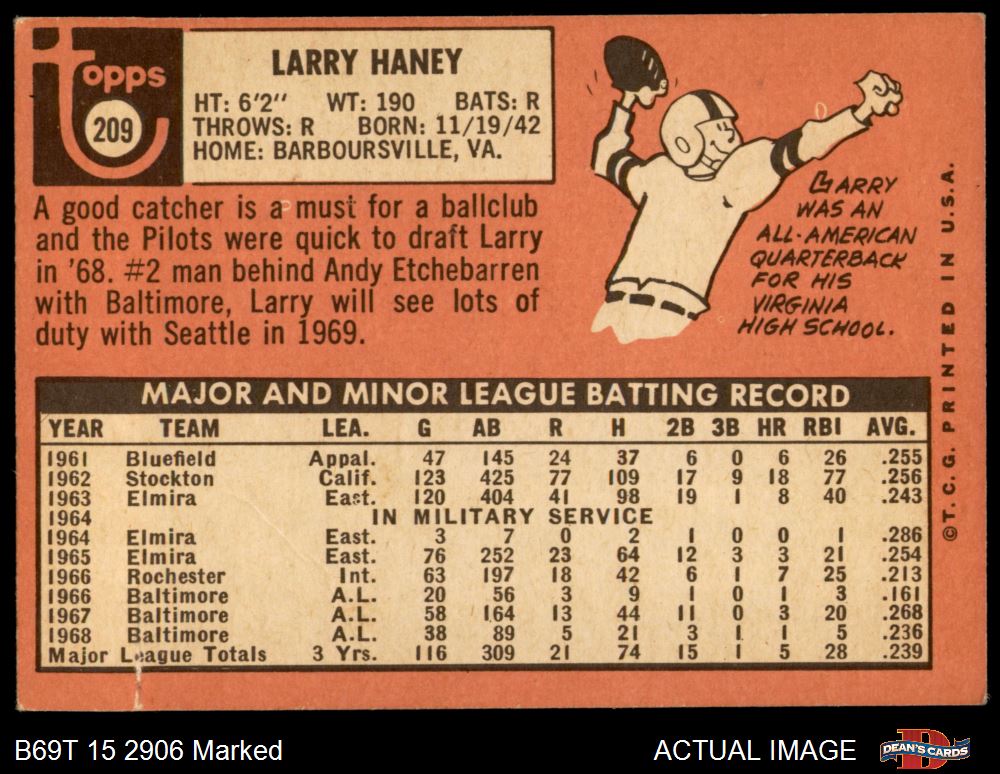 topps
209
LARRY HANEY
HT: 6'2" WT: 190 BATS: R
THROWS: R BORN: 11/19/42
HOME: BARBOURSVILLE, VA.
A good catcher is a must for a ballclub
and the Pilots were quick to draft Larry
in '68. #2 man behind Andy Etchebarren
with Baltimore, Larry will see lots of
duty with Seattle in 1969.
LARRY
WAS AN
ALL-AMERICAN
QUARTERBACK
FOR HIS
VIRGINIA
HIGH SCHOOL.
MAJOR AND MINOR LEAGUE BATTING RECORD
YEAR TEAM LEA. G AB R H 2B 3B HR RBI AVG.
1961 Bluefield Appal. 47 145 24 37 6 0 6 26 .255
1962 Stockton Calif. 123 425 77 109 17 9 18 77 .256
1963 Elmira East. 120 404 41 98 19 1 8 40 .243
1964 IN MILITARY SERVICE
1964 Elmira East. 3 7 0 2 1 0 0 1 .286
1965 Elmira East. 76 252 23 64 12 3 3 21 .254
1966 Rochester Int. 63 197 18 42 6 1 7 25 .213
1966 Baltimore A.L. 20 56 3 9 1 0 1 3 .161
1967 Baltimore A.L. 58 164 13 44 11 0 3 20 .268
1968 Baltimore A.L. 38 89 5 21 3 1 1 5 .236
Major League Totals 3 Yrs. 116 309 21 74 15 1 5 28 .239
©T. C. G. PRINTED IN U.S.A.
B69T 15 2906 Marked
ACTUAL IMAGE
DEAN'S CARDS